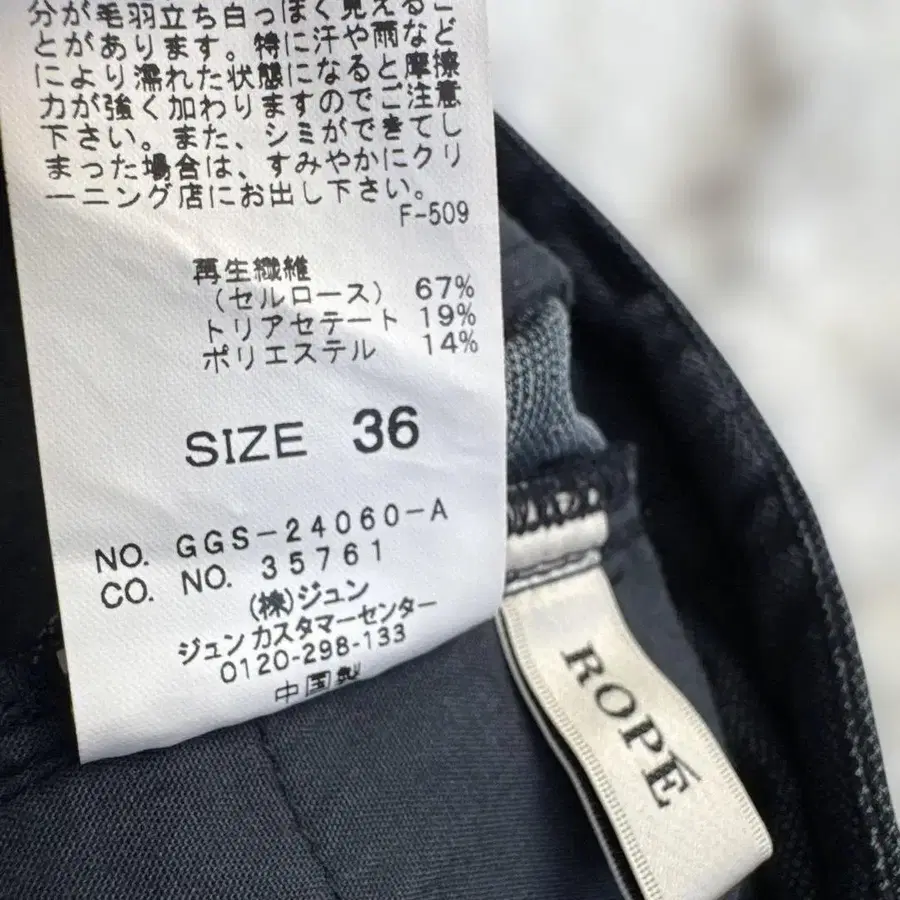 分が毛羽立ち白っぽく見えるこ
とがあります。特に汗や雨など
により濡れた状態になると摩擦
力が強く加わりますのでご注意
下さい。また、シミができてし
まった場合は、すみやかにクリ
ーニング店にお出し下さい。
F-509
再生繊維
（セルロース） 67%
トリアセテート 19%
ポリエステル 14%
SIZE 36
NO. GGS-24060-A
CO. NO. 35761
(株)ジュン
ジュン カスタマーセンター
0120-298-133
中国製
ROPÉ